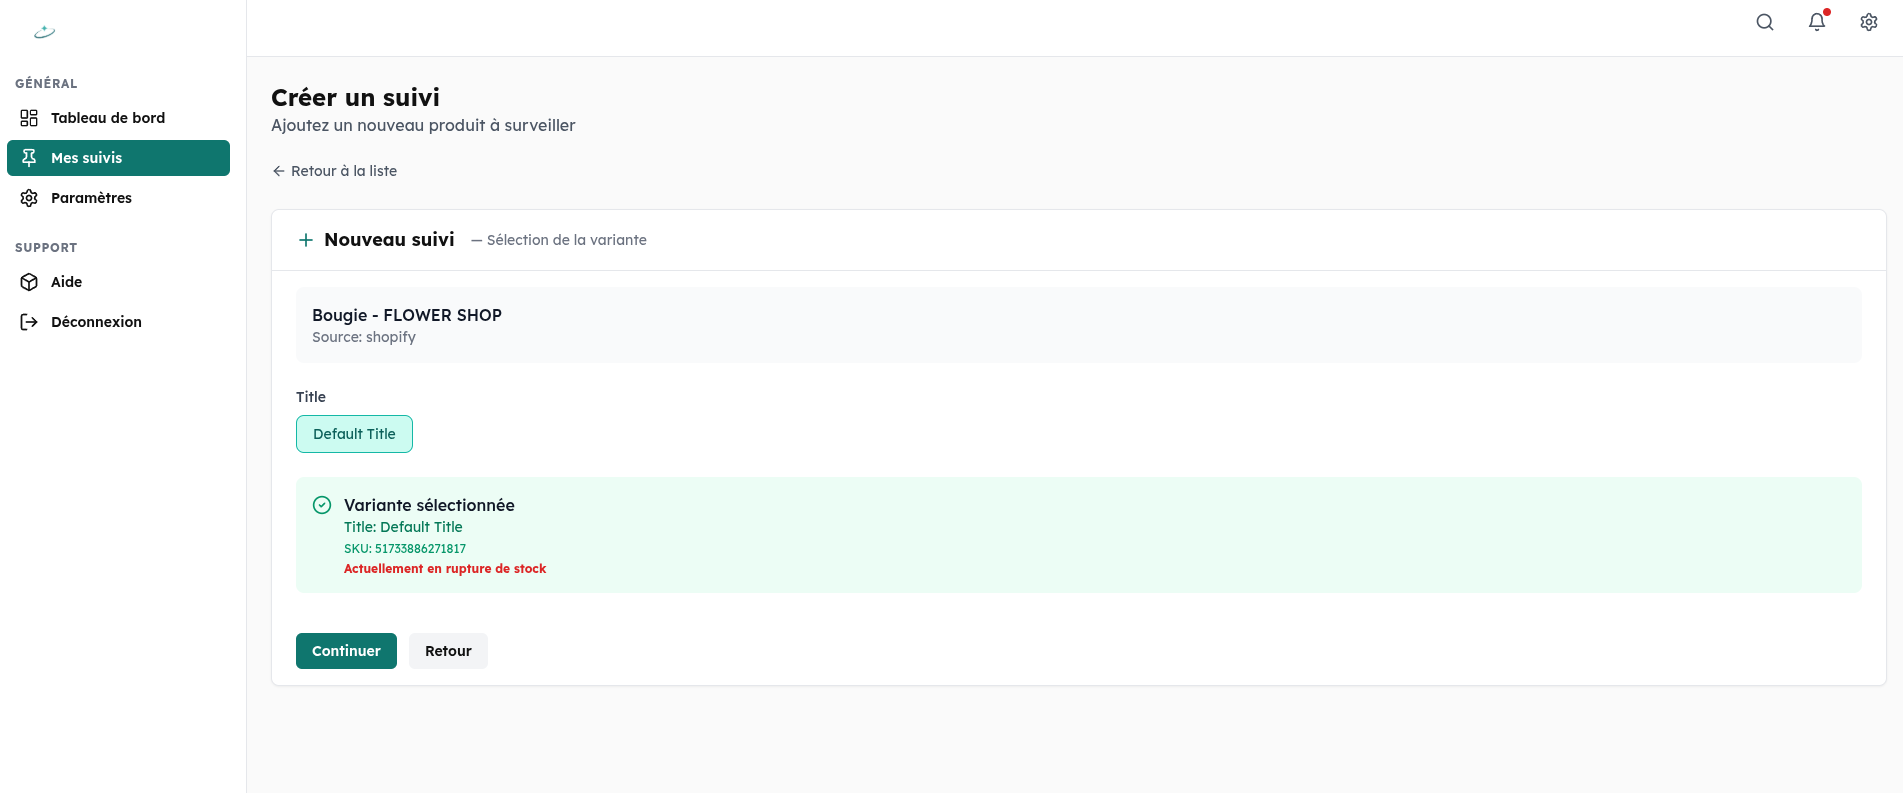 GÉNÉRAL
Tableau de bord
Mes suivis
Paramètres
SUPPORT
Aide
Déconnexion
Créer un suivi
Ajoutez un nouveau produit à surveiller
← Retour à la liste
+ Nouveau suivi — Sélection de la variante
Bougie - FLOWER SHOP
Source: shopify
Title
Default Title
Variante sélectionnée
Title: Default Title
SKU: 51733886271817
Actuellement en rupture de stock
Continuer Retour